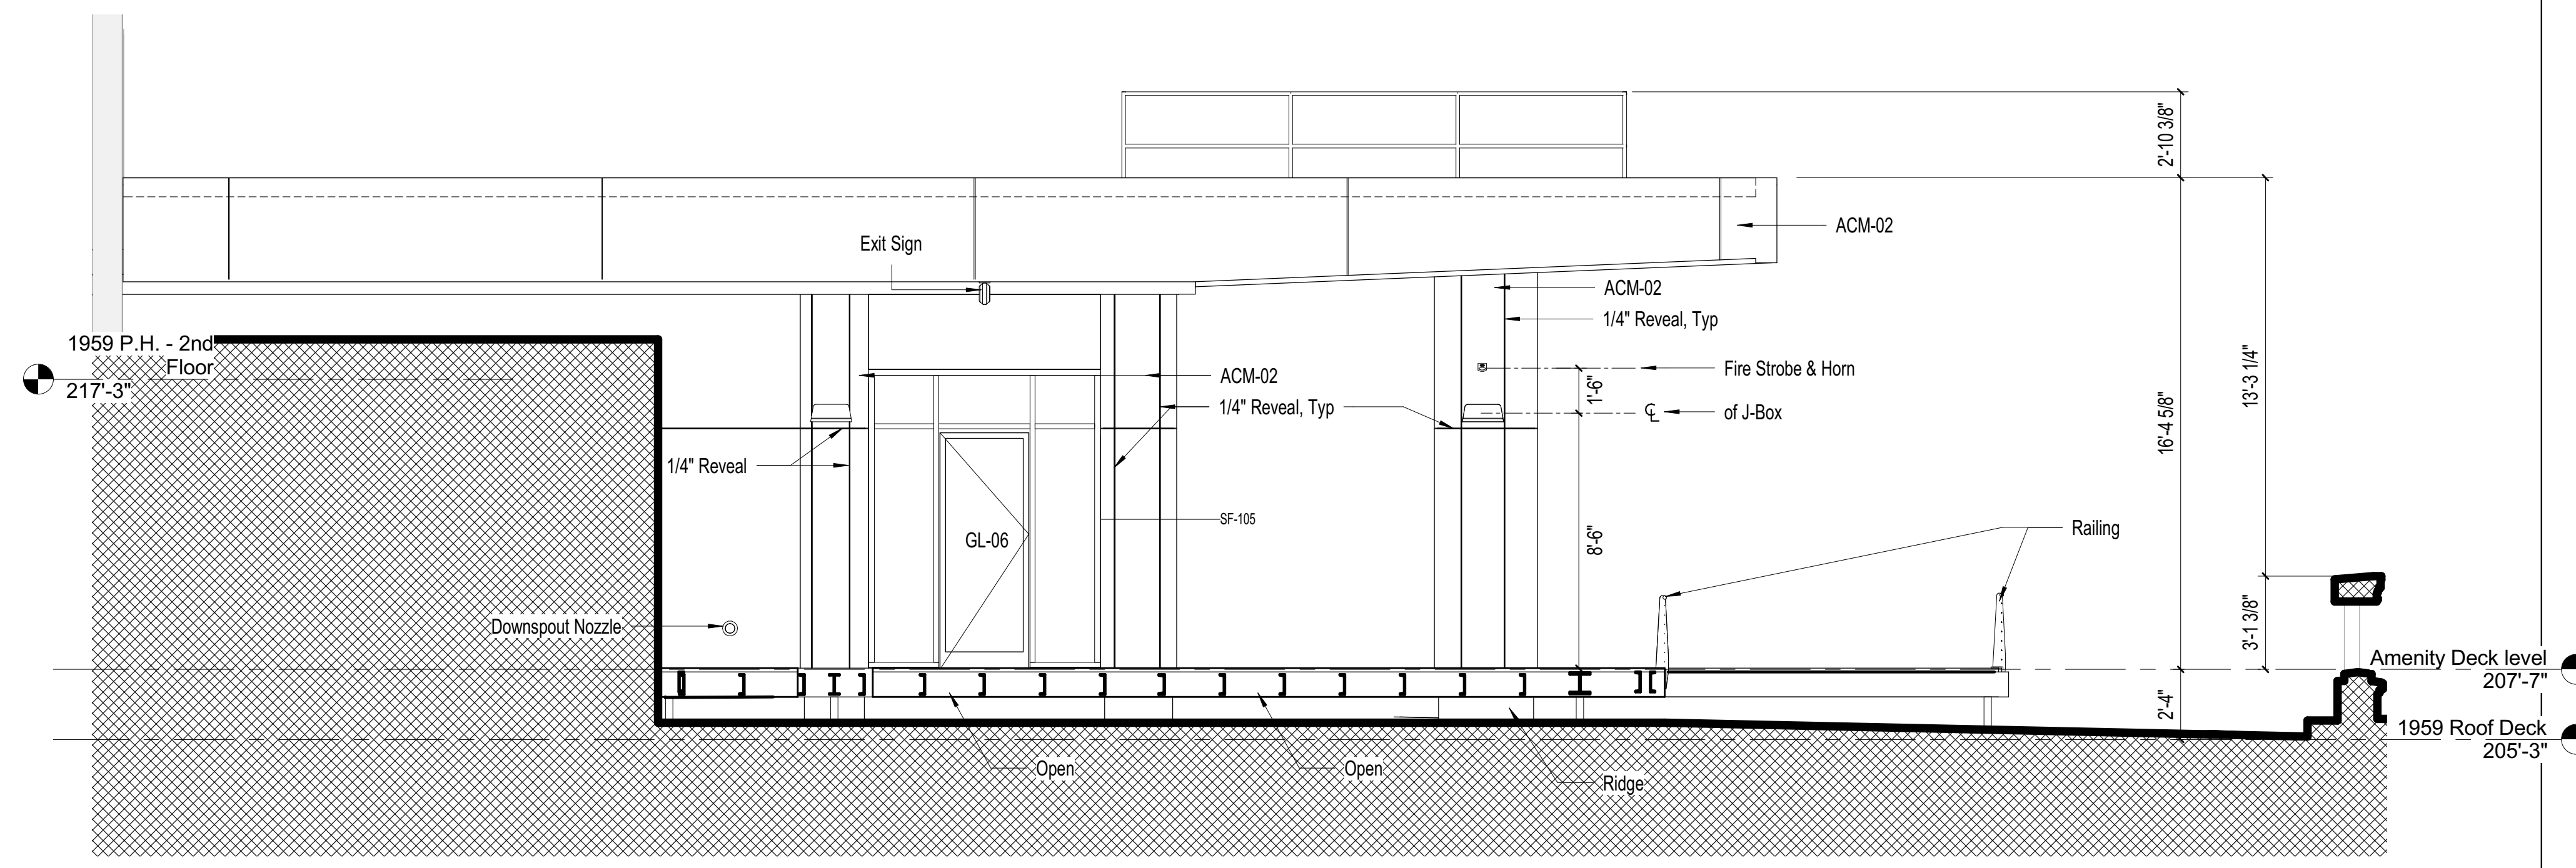 2'-10 3/8"
ACM-02
Exit Sign
ACM-02
1/4" Reveal, Typ
1959 P.H. - 2nd
Floor
217'-3"
Fire Strobe & Horn
ACM-02
1'-6"
1/4" Reveal, Typ
℄ of J-Box
13'-3 1/4"
16'-4 5/8"
1/4" Reveal
SF-105
GL-06
8'-6"
Railing
Downspout Nozzle
3'-1 3/8"
Amenity Deck level
207'-7"
2'-4"
1959 Roof Deck
205'-3"
Open
Open
Ridge